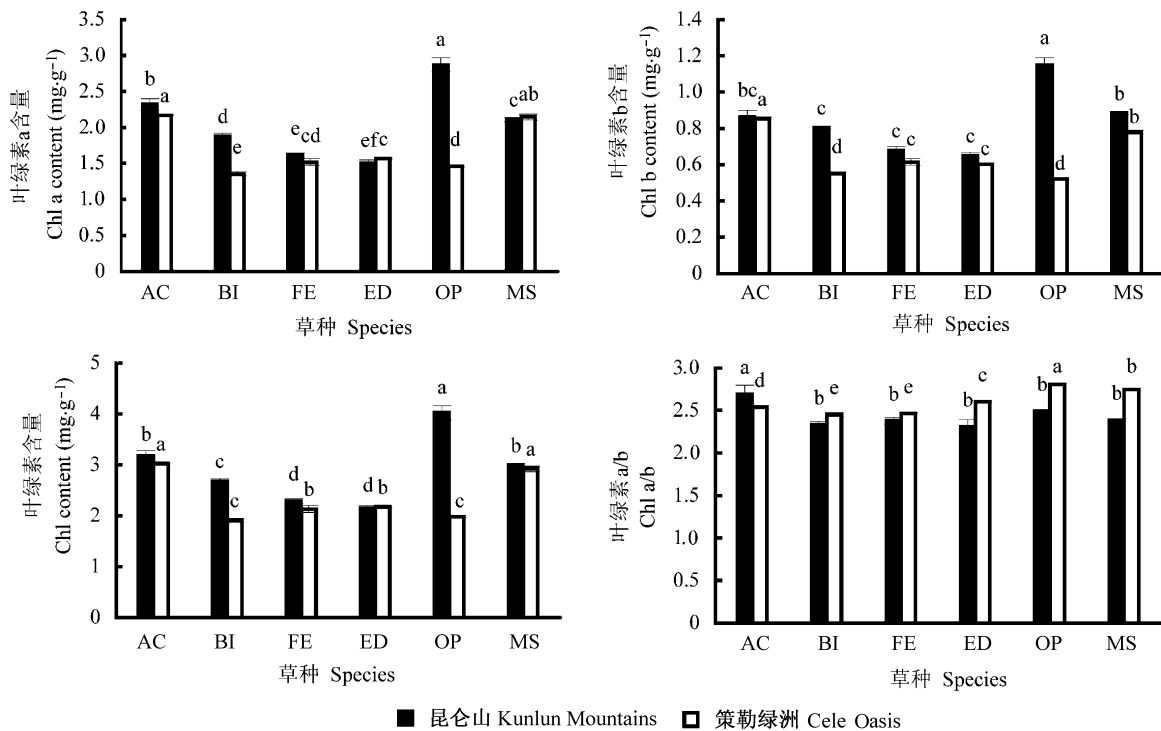 叶绿素a含量
Chl a content (mg·g⁻¹)
3.5
3.0
2.5
2.0
1.5
1.0
0.5
0
b a d e e cd ef c a d c ab
AC BI FE ED OP MS
草种 Species
叶绿素b含量
Chl b content (mg·g⁻¹)
1.4
1.2
1.0
0.8
0.6
0.4
0.2
0
bc a c d c c c c a d b b
AC BI FE ED OP MS
草种 Species
叶绿素含量
Chl content (mg·g⁻¹)
5
4
3
2
1
0
b a c c d b d b a c b a
AC BI FE ED OP MS
草种 Species
叶绿素a/b
Chl a/b
3.0
2.5
2.0
1.5
1.0
0.5
0
a d b e b e b c b a b b
AC BI FE ED OP MS
草种 Species
昆仑山 Kunlun Mountains 策勒绿洲 Cele Oasis